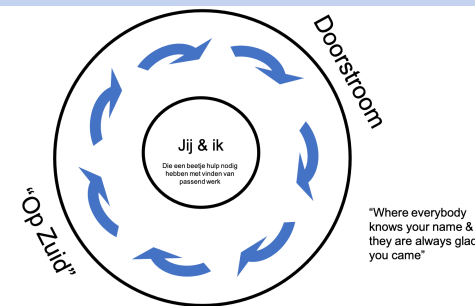 Doorstroom
Jij & ik
Die een beetje hulp nodig
hebben met vinden van
passend werk
"Op Zuid"
"Where everybody
knows your name &
they are always glad
you came"